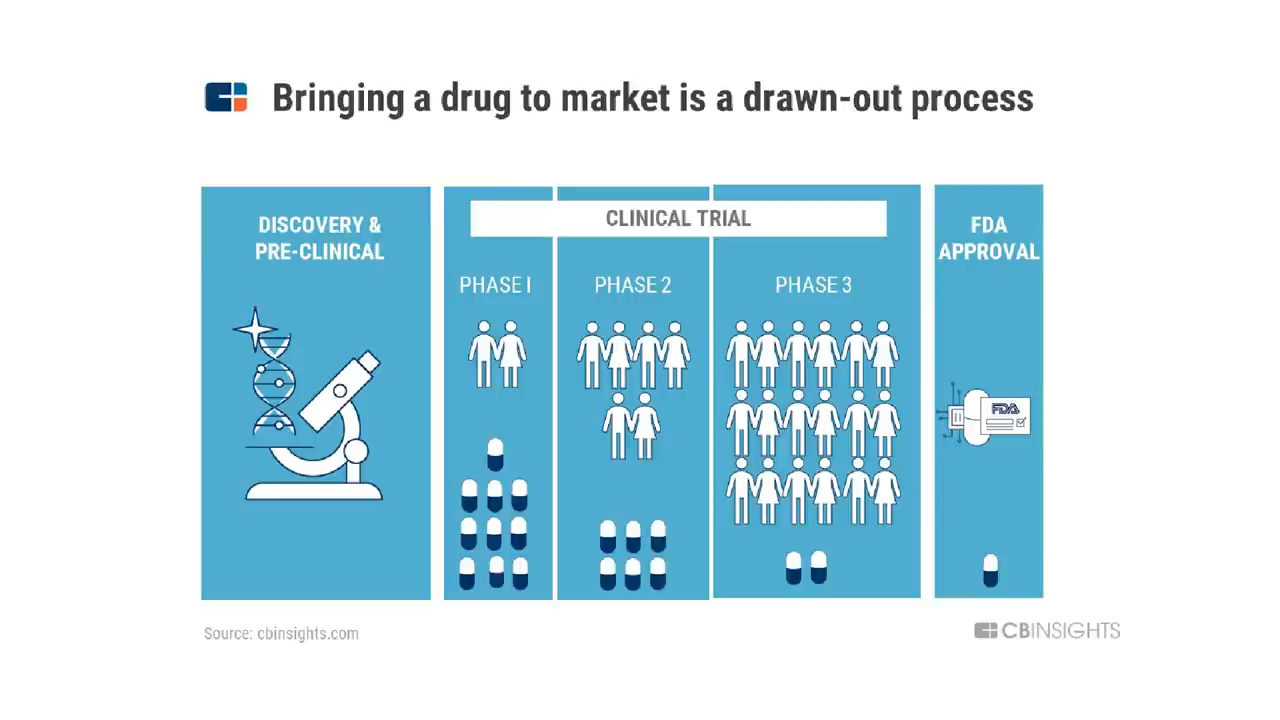 Bringing a drug to market is a drawn-out process
DISCOVERY &
PRE-CLINICAL
CLINICAL TRIAL
PHASE I
PHASE 2
PHASE 3
FDA
APPROVAL
FDA
Source: cbinsights.com
CBINSIGHTS